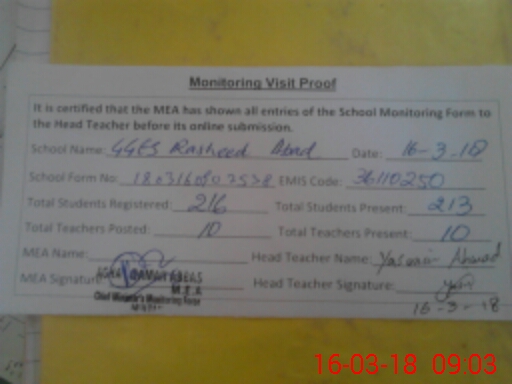 Monitoring Visit Proof
It is certified that the MEA has shown all entries of the School Monitoring Form to
the Head Teacher before its online submission.
School Name: GGES Rasheed Abad Date: 16-3-18
School Form No: EMIS Code: 36110250
Total Students Registered: 216 Total Students Present: 213
Total Teachers Posted: 10 Total Teachers Present: 10
MEA Name: Head Teacher Name: Yasmin Ahmad
MEA Signature: ABBAS Head Teacher Signature:
M.E.A
Chief Minister's Monitoring Force
16-3-18
16-03-18 09:03